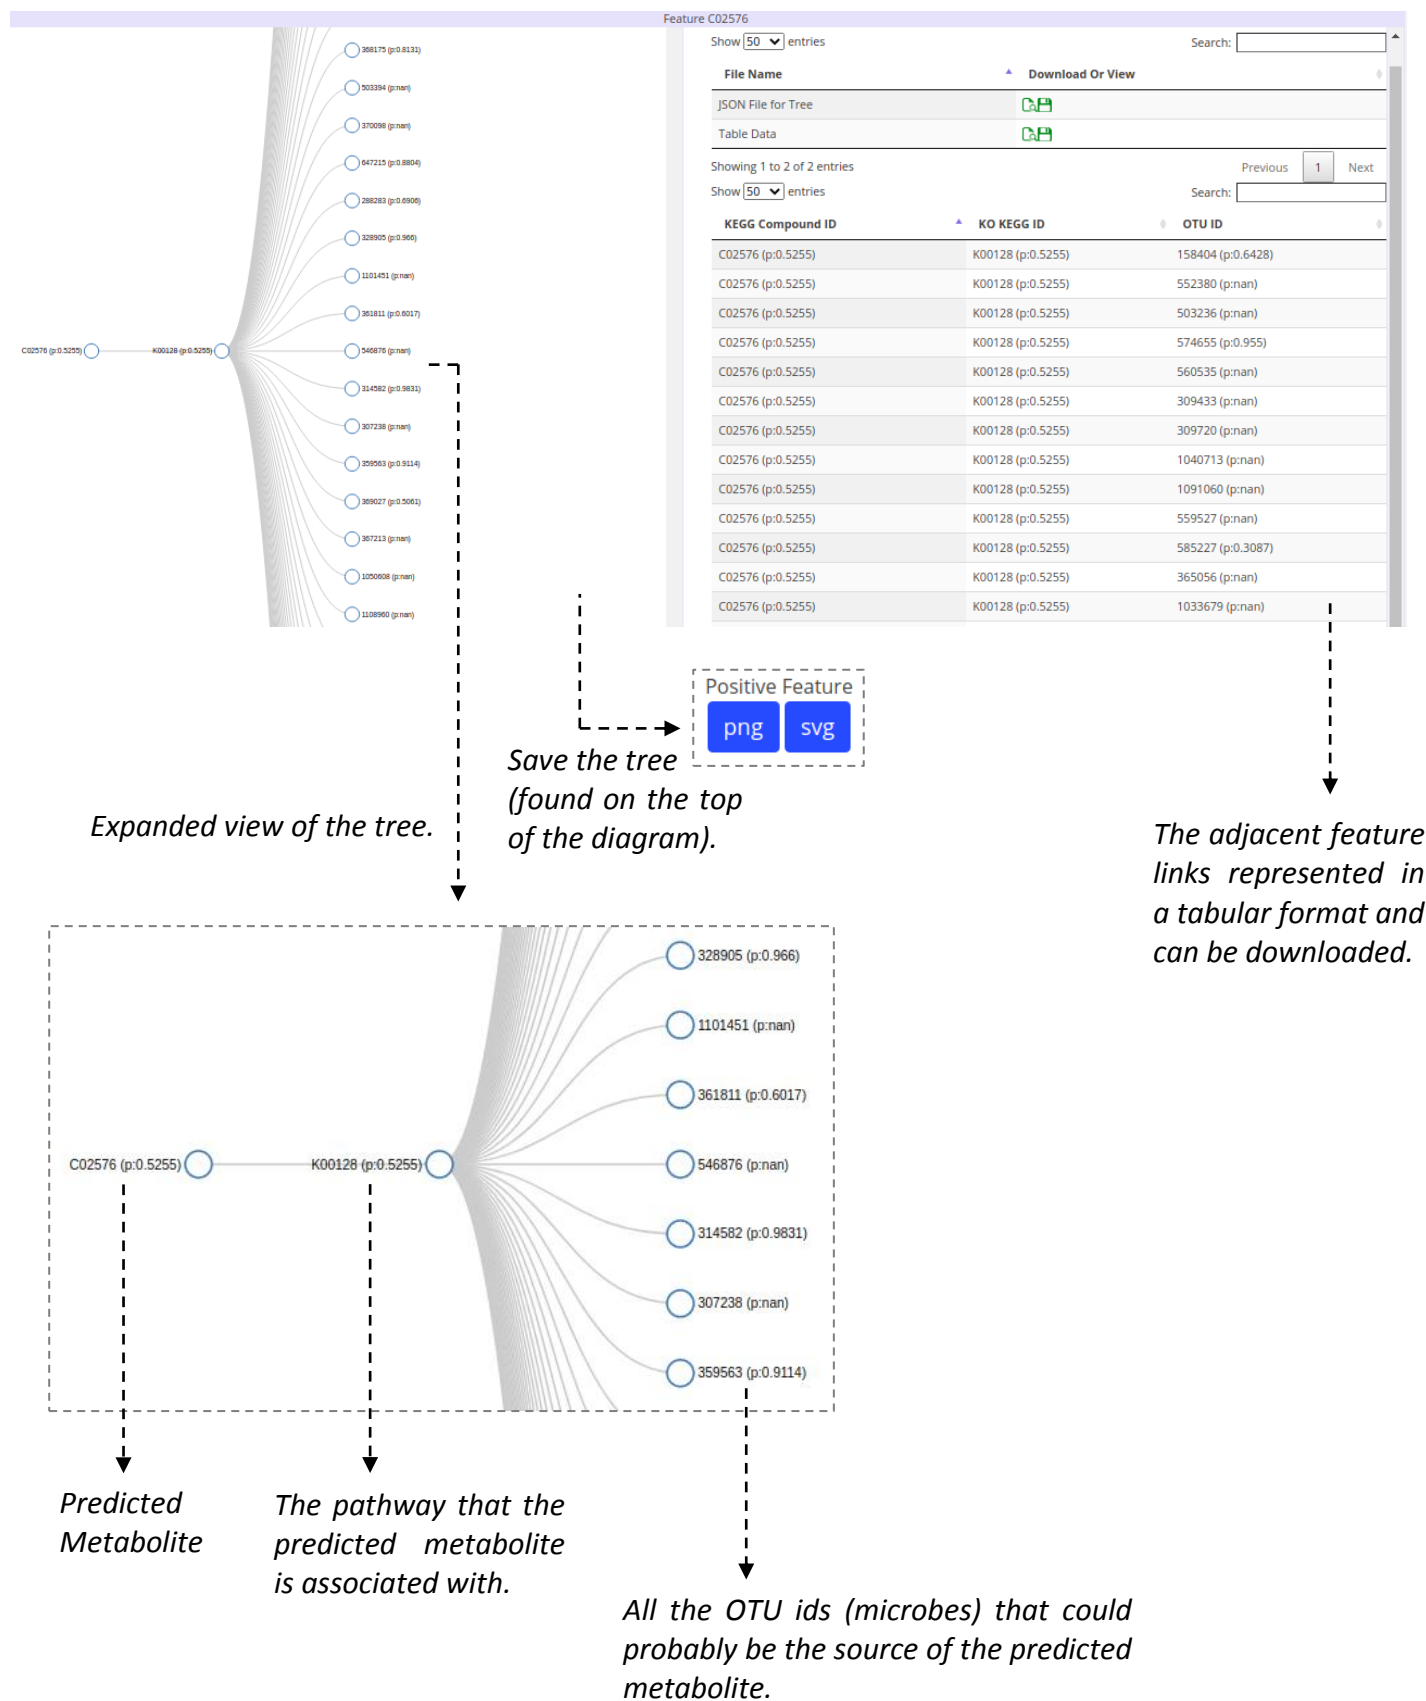 Feature C02576
368175 (p:0.8131)
503394 (p:nan)
370098 (p:nan)
647215 (p:0.8804)
288283 (p:0.6906)
328905 (p:0.966)
1101451 (p:nan)
361811 (p:0.6017)
C02576 (p:0.5255) K00128 (p:0.5255) 546876 (p:nan)
314582 (p:0.9831)
307238 (p:nan)
359563 (p:0.9114)
369027 (p:0.5061)
367213 (p:nan)
1050608 (p:nan)
1108960 (p:nan)
Show 50 entries Search:
File Name Download Or View
JSON File for Tree
Table Data
Showing 1 to 2 of 2 entries Previous 1 Next
Show 50 entries Search:
KEGG Compound ID KO KEGG ID OTU ID
C02576 (p:0.5255) K00128 (p:0.5255) 158404 (p:0.6428)
C02576 (p:0.5255) K00128 (p:0.5255) 552380 (p:nan)
C02576 (p:0.5255) K00128 (p:0.5255) 503236 (p:nan)
C02576 (p:0.5255) K00128 (p:0.5255) 574655 (p:0.955)
C02576 (p:0.5255) K00128 (p:0.5255) 560535 (p:nan)
C02576 (p:0.5255) K00128 (p:0.5255) 309433 (p:nan)
C02576 (p:0.5255) K00128 (p:0.5255) 309720 (p:nan)
C02576 (p:0.5255) K00128 (p:0.5255) 1040713 (p:nan)
C02576 (p:0.5255) K00128 (p:0.5255) 1091060 (p:nan)
C02576 (p:0.5255) K00128 (p:0.5255) 559527 (p:nan)
C02576 (p:0.5255) K00128 (p:0.5255) 585227 (p:0.3087)
C02576 (p:0.5255) K00128 (p:0.5255) 365056 (p:nan)
C02576 (p:0.5255) K00128 (p:0.5255) 1033679 (p:nan)
Positive Feature
png svg
Save the tree
(found on the top
of the diagram).
Expanded view of the tree.
The adjacent feature
links represented in
a tabular format and
can be downloaded.
328905 (p:0.966)
1101451 (p:nan)
361811 (p:0.6017)
C02576 (p:0.5255) K00128 (p:0.5255) 546876 (p:nan)
314582 (p:0.9831)
307238 (p:nan)
359563 (p:0.9114)
Predicted
Metabolite
The pathway that the
predicted metabolite
is associated with.
All the OTU ids (microbes) that could
probably be the source of the predicted
metabolite.